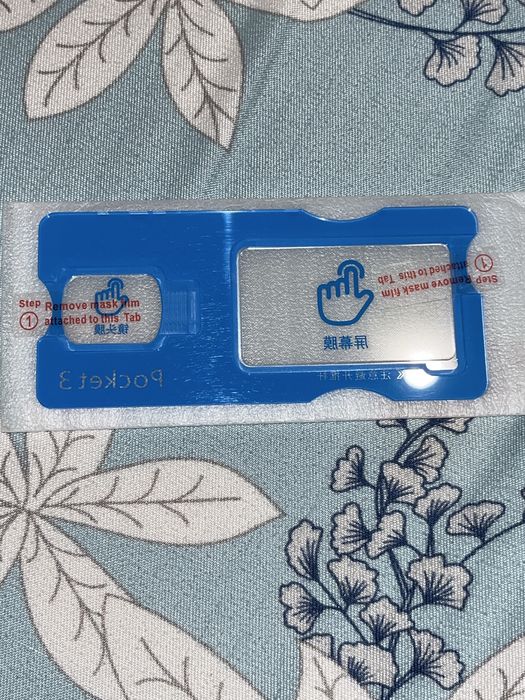 Step
1
Remove mask film
attached to this Tab
镜头膜
Pocket 3
屏幕膜
1
Step Remove mask film
attached to this Tab